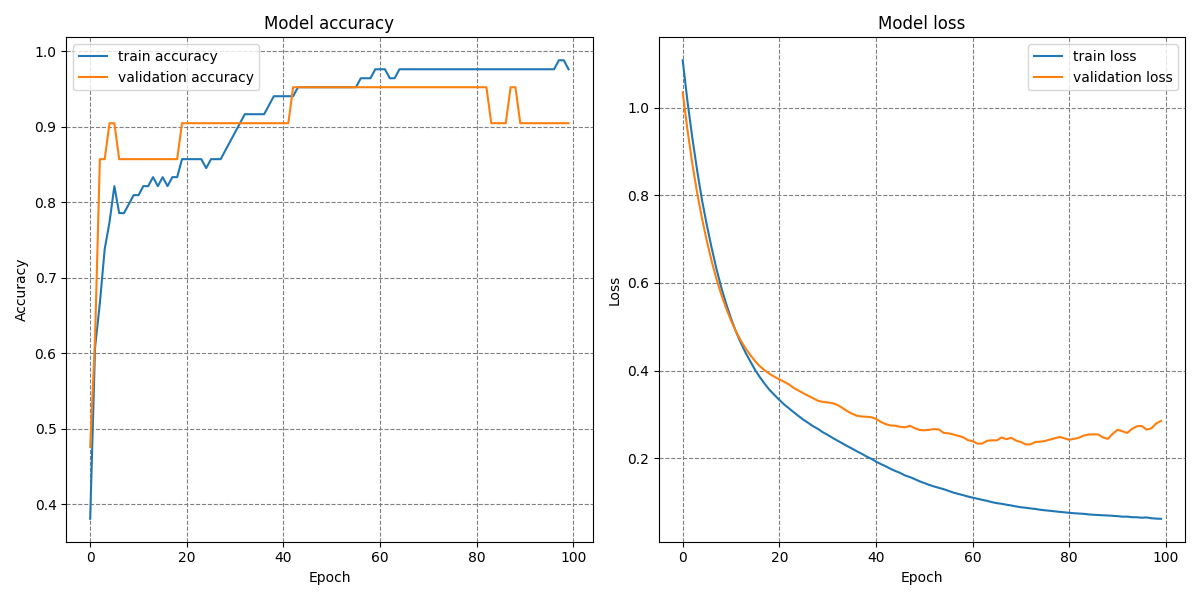 Model accuracy
train accuracy
validation accuracy
1.0
0.9
0.8
0.7
0.6
0.5
0.4
Accuracy
0 20 40 60 80 100
Epoch
Model loss
train loss
validation loss
1.0
0.8
0.6
0.4
0.2
Loss
0 20 40 60 80 100
Epoch